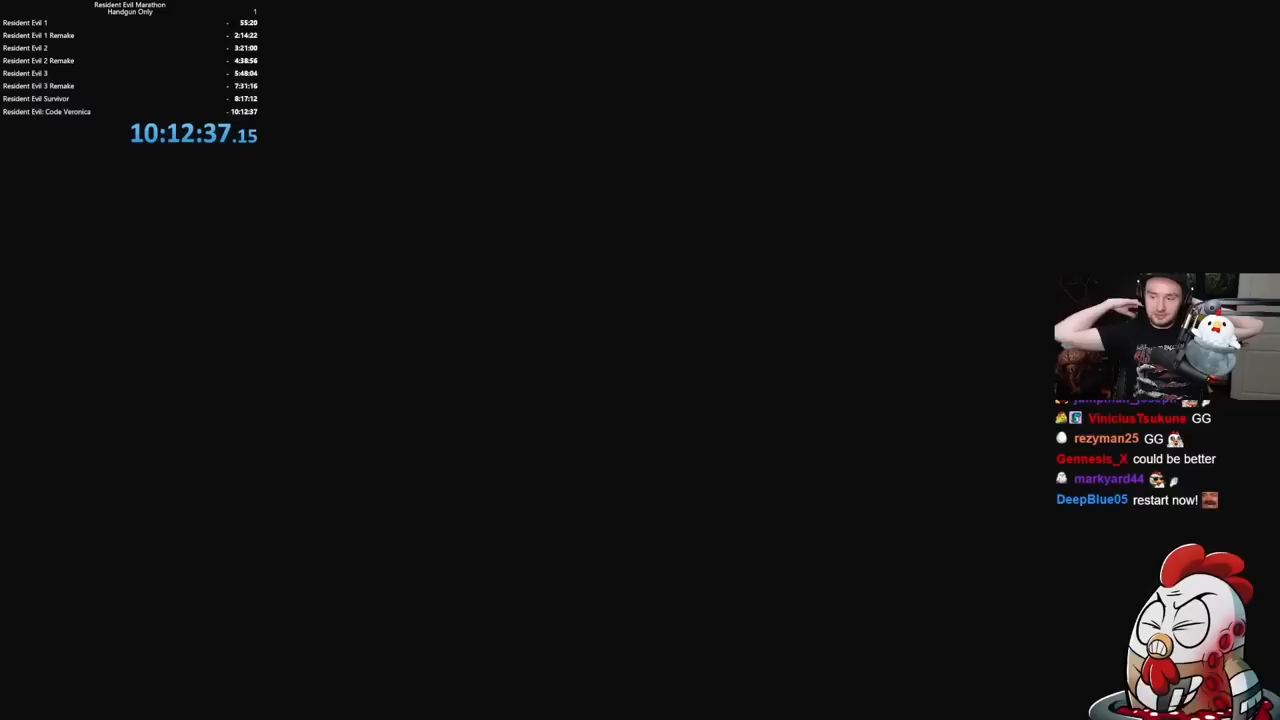 Resident Evil Marathon
Handgun Only 1
Resident Evil 1 - 55:20
Resident Evil 1 Remake - 2:14:22
Resident Evil 2 - 3:21:00
Resident Evil 2 Remake - 4:38:56
Resident Evil 3 - 5:48:04
Resident Evil 3 Remake - 7:31:16
Resident Evil Survivor - 8:17:12
Resident Evil: Code Veronica - 10:12:37
10:12:37.15
ViniciusTsukune GG
rezyman25 GG
Gennesis_X could be better
markyard44
DeepBlue05 restart now!